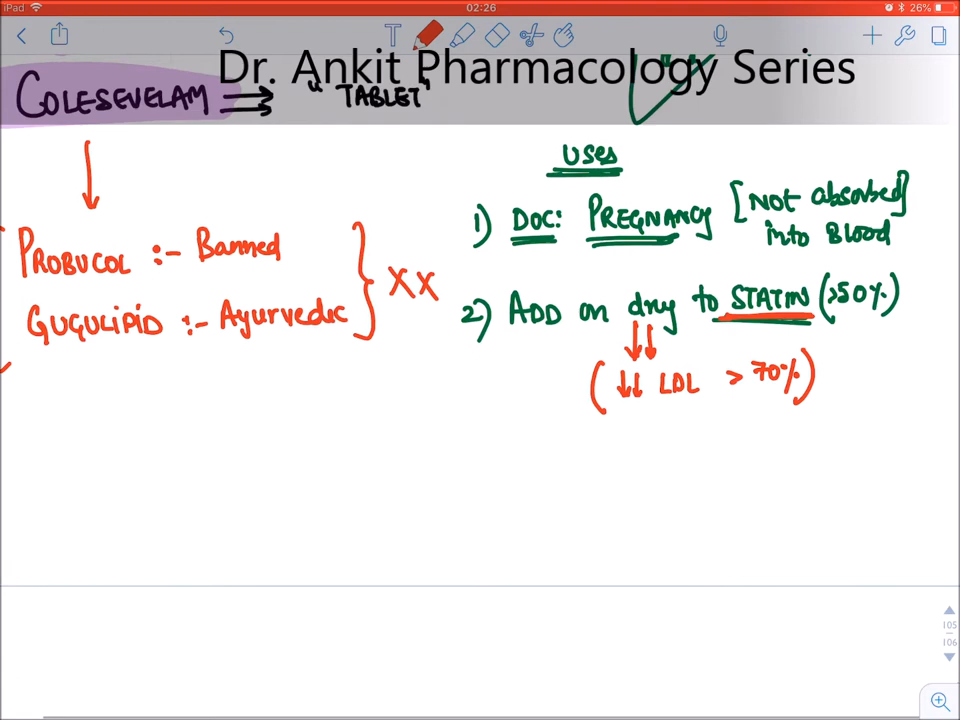 iPad 02:26 26%
T
Dr. Ankit Pharmacology Series
COLESEVELAM ⇒ "TABLET"
USES
1) DOC: PREGNANCY [NOT absorbed into BLOOD]
PROBUCOL :- Banned
GUGULIPID :- Ayurvedic } XX
2) ADD on drug to STATIN (>50%)
(↓↓ LDL > 70%)
105
106